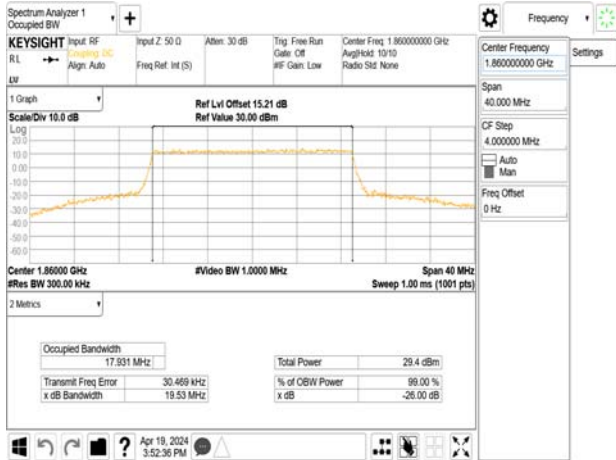 Spectrum Analyzer 1
Occupied BW
+
Frequency
KEYSIGHT Input: RF
R L
Coupling: DC
Align: Auto
LXI
Input Z: 50 Ω
Freq Ref: Int (S)
Atten: 30 dB
Trig: Free Run
Gate: Off
#IF Gain: Low
Center Freq: 1.860000000 GHz
Avg|Hold: 10/10
Radio Std: None
Center Frequency
1.860000000 GHz
Settings
Span
40.000 MHz
CF Step
4.000000 MHz
Auto
Man
Freq Offset
0 Hz
1 Graph
Scale/Div 10.0 dB
Ref Lvl Offset 15.21 dB
Ref Value 30.00 dBm
Log
20.0
10.0
0.00
-10.0
-20.0
-30.0
-40.0
-50.0
-60.0
Center 1.86000 GHz
#Res BW 300.00 kHz
#Video BW 1.0000 MHz
Span 40 MHz
Sweep 1.00 ms (1001 pts)
2 Metrics
Occupied Bandwidth
17.931 MHz
Total Power 29.4 dBm
Transmit Freq Error 30.469 kHz
% of OBW Power 99.00 %
x dB Bandwidth 19.53 MHz
x dB -26.00 dB
?
Apr 19, 2024
3:52:36 PM